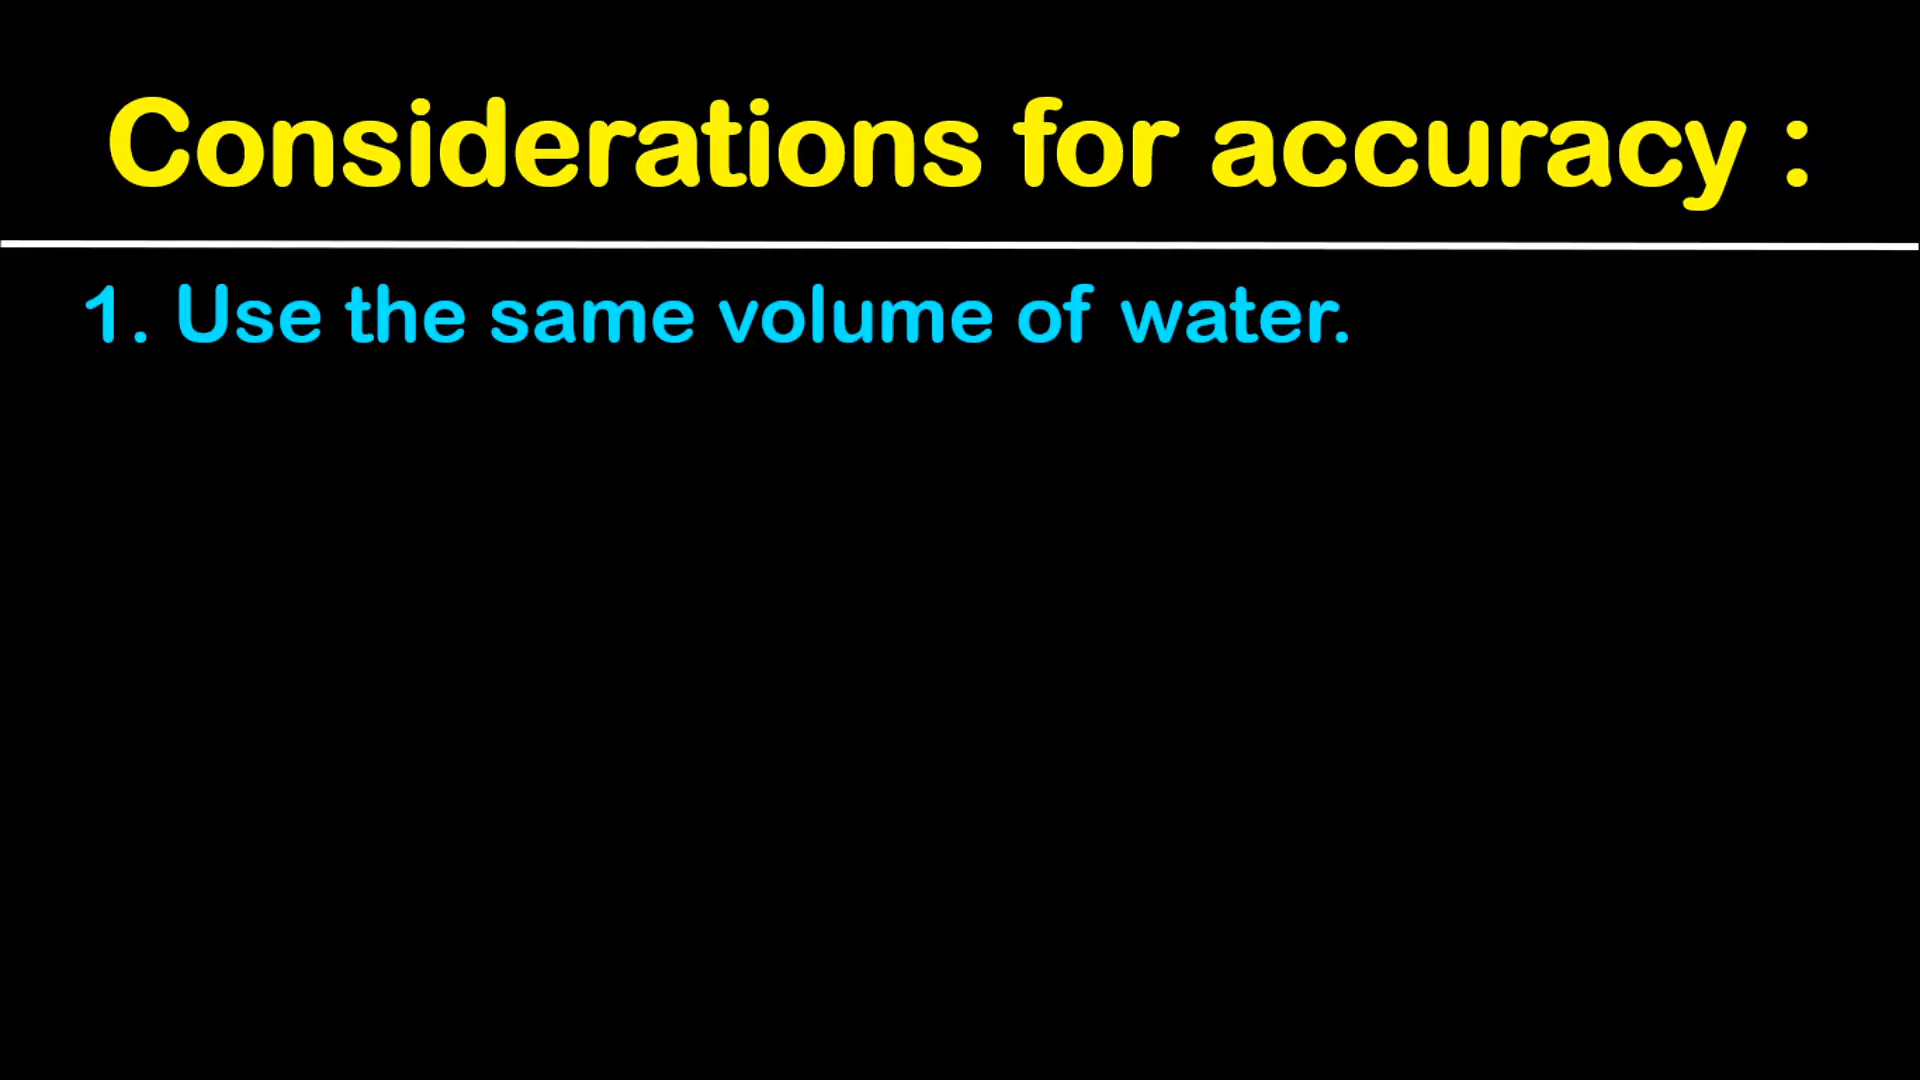 Considerations for accuracy :
1. Use the same volume of water.